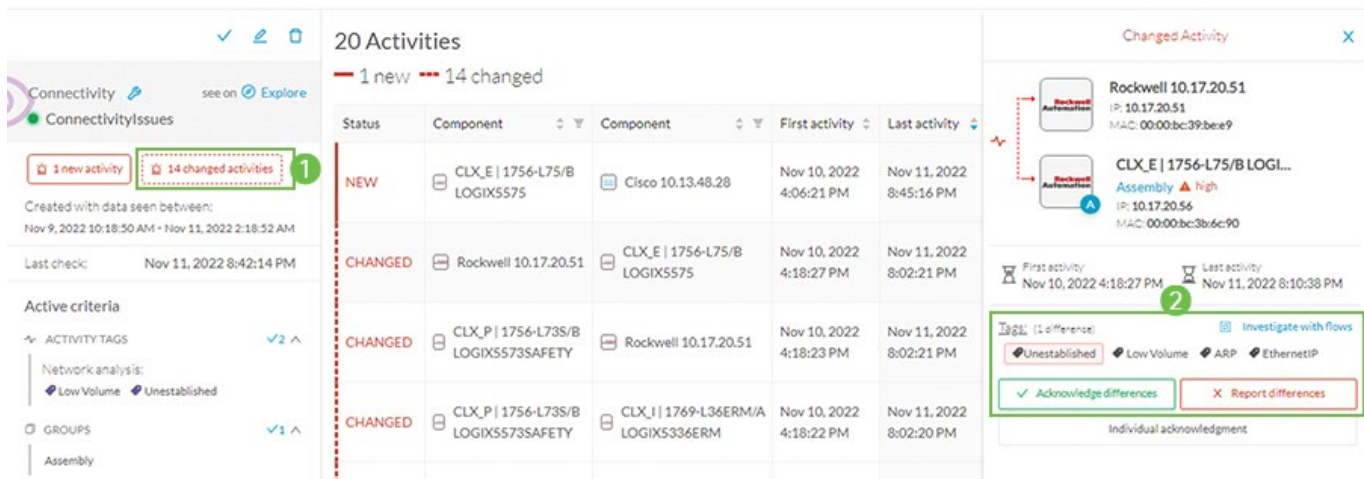 Connectivity see on Explore
ConnectivityIssues
1 new activity 14 changed activities 1
Created with data seen between:
Nov 9, 2022 10:18:50 AM - Nov 11, 2022 2:18:52 AM
Last check: Nov 11, 2022 8:42:14 PM
Active criteria
ACTIVITY TAGS 2
Network analysis:
Low Volume Unestablished
GROUPS 1
Assembly
20 Activities
1 new 14 changed
Status Component Component First activity Last activity
NEW CLX_E | 1756-L75/B LOGIX5575 Cisco 10.13.48.28 Nov 10, 2022 4:06:21 PM Nov 11, 2022 8:45:16 PM
CHANGED Rockwell 10.17.20.51 CLX_E | 1756-L75/B LOGIX5575 Nov 10, 2022 4:18:27 PM Nov 11, 2022 8:02:21 PM
CHANGED CLX_P | 1756-L73S/B LOGIX5573SAFETY Rockwell 10.17.20.51 Nov 10, 2022 4:18:23 PM Nov 11, 2022 8:02:21 PM
CHANGED CLX_P | 1756-L73S/B LOGIX5573SAFETY CLX_I | 1769-L36ERM/A LOGIX5336ERM Nov 10, 2022 4:18:22 PM Nov 11, 2022 8:02:20 PM
Changed Activity
Rockwell Automation
Rockwell 10.17.20.51
IP: 10.17.20.51
MAC: 00:00:bc:39:be:e9
Rockwell Automation
A
CLX_E | 1756-L75/B LOGI...
Assembly high
IP: 10.17.20.56
MAC: 00:00:bc:3b:6c:90
First activity Last activity
Nov 10, 2022 4:18:27 PM Nov 11, 2022 8:10:38 PM
2
Tags: (1 difference) Investigate with flows
Unestablished Low Volume ARP EthernetIP
Acknowledge differences Report differences
Individual acknowledgment